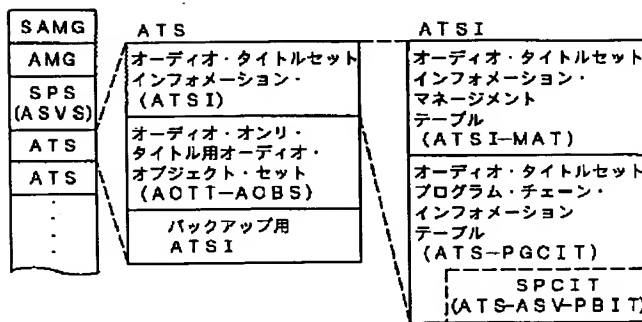 SAMG
AMG
SPS
(ASVS)
ATS
ATS
ATS
オーディオ・タイトルセット
インフォメーション・
(ATSI)
オーディオ・オンリ・
タイトル用オーディオ・
オブジェクト・セット
(AOTT-AOBS)
バックアップ用
ATSI
ATSI
オーディオ・タイトルセット
インフォメーション・
マネージメント
テーブル
(ATSI-MAT)
オーディオ・タイトルセット
プログラム・チェーン・
インフォメーション
テーブル
(ATS-PGCIT)
SPCIT
(ATS-ASV-PBIT)